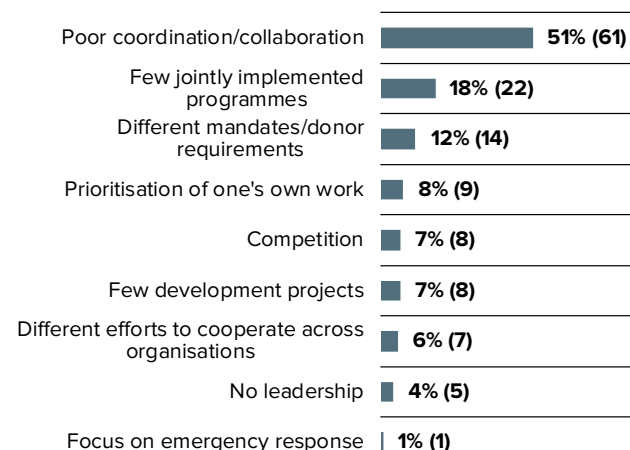 Poor coordination/collaboration 51% (61)
Few jointly implemented
programmes 18% (22)
Different mandates/donor
requirements 12% (14)
Prioritisation of one's own work 8% (9)
Competition 7% (8)
Few development projects 7% (8)
Different efforts to cooperate across
organisations 6% (7)
No leadership 4% (5)
Focus on emergency response 1% (1)